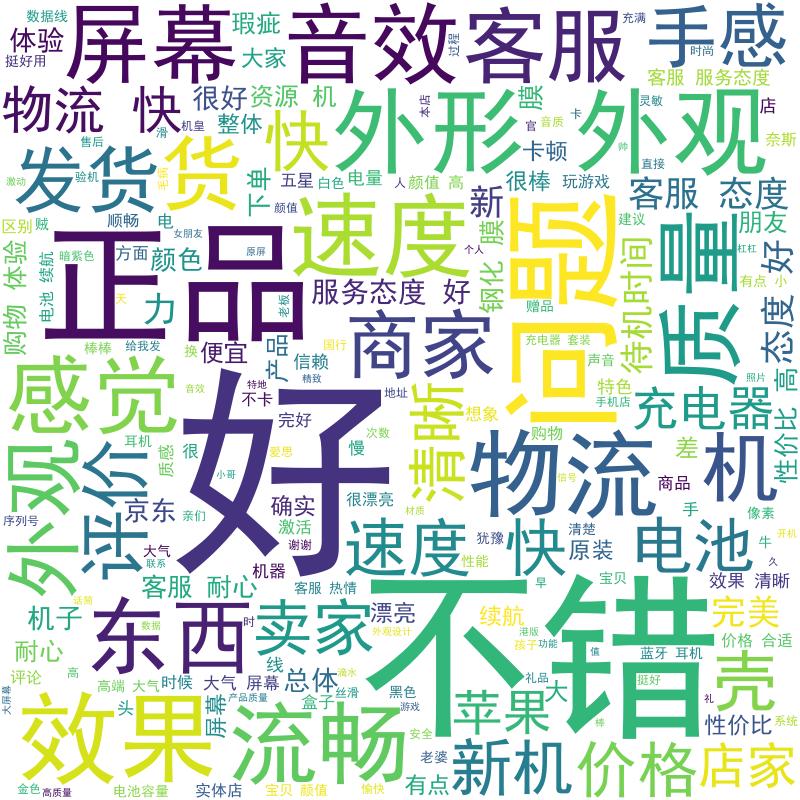 数据线
体验
挺好用
屏幕
瑕疵
大家
音效
过程
客服
充满
手感
时尚
客服 服务态度
物流 快
很好
资源 机
整体
快
外形
本店
膜
官
音质
卡
灵敏
帅
外观
店
奈斯
直接
售后
滑
机皇
卡顿
发货
货
激动
验机
毛病
下单
五星
白色
电量
人
颜值 高
新
很棒
玩游戏
客服 态度
区别
贼
顺畅
电
女朋友
颜值
速度
个人
膜
钢化
问题
建议
质量
朋友
杠杠
好
态度
有点 小
正品
原屏
暗紫色
方面
颜色
购物 体验
电池 续航
天
力
老板
服务态度 好
赠品
待机时间
棒棒
给我发
换
便宜
产品
国行
信赖
精致
商家
充电器 套装
声音
特色
手机店
照片
高
性价比
感觉
音效
特地
不卡
地址
好
清晰
想象
购物
充电器
外观
评价
耳机
质感
很
小哥
爱思
完好
慢
次数
物流
信号
差
机
商品
序列号
京东
亲们
确实
激活
很漂亮
材质
手
像素
大气
联系
谢谢
机器
速度 快
犹豫
性能
清楚
原装
电池
牛
开机
久
客服 耐心
客服 热情
早
宝贝
效果 清晰
话简
机子
东西
时
数据
卖家
漂亮
外观设计
不错
续航
港版
孩子
功能
值
蓝牙 耳机
完美
价格 合适
耐心
评论
高
高端 大气
时候
大气 屏幕
线
总体
滴水
丝滑
黑色
游戏
盒子
礼品
大
挺好
壳
礼
大屏幕
效果
头
屏幕
产品质量
流畅
苹果
安全
棒
性价比
系统
金色
高质量
电池容量
实体店
宝贝 颜值
愉快
老婆
有点
新机
价格
店家